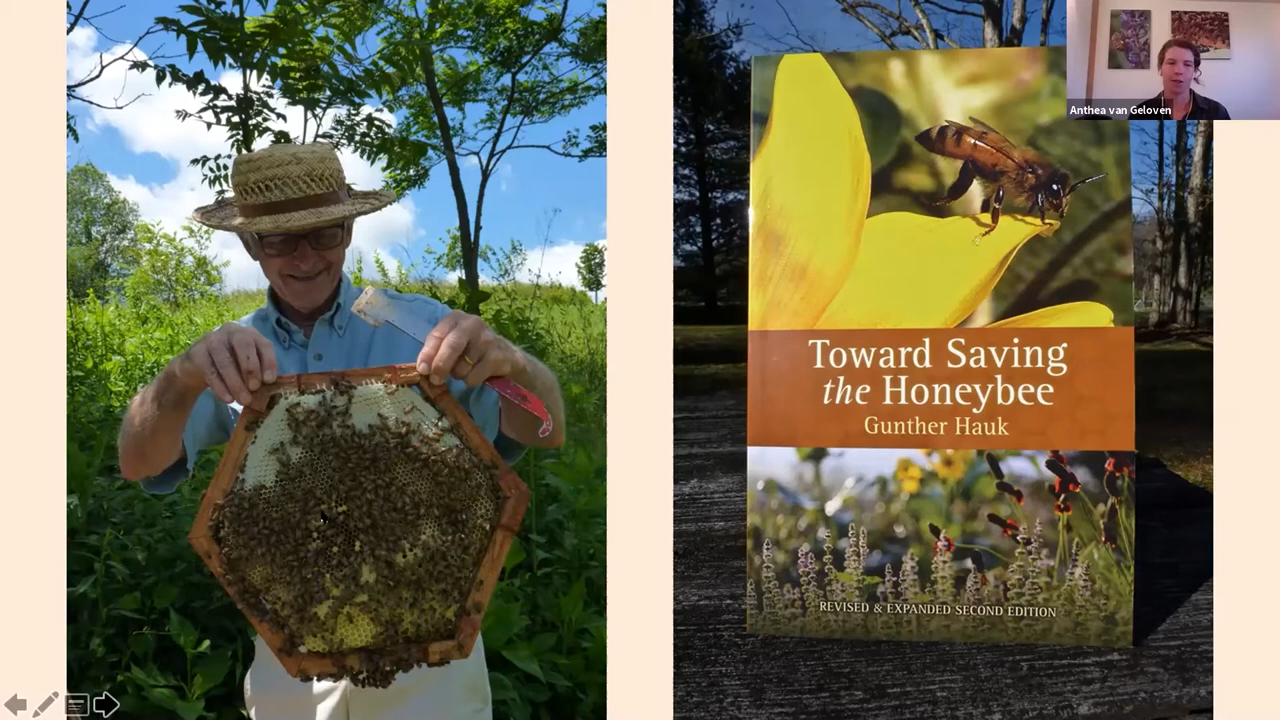 Anthea van Geloven
Toward Saving
the Honeybee
Gunther Hauk
REVISED & EXPANDED SECOND EDITION